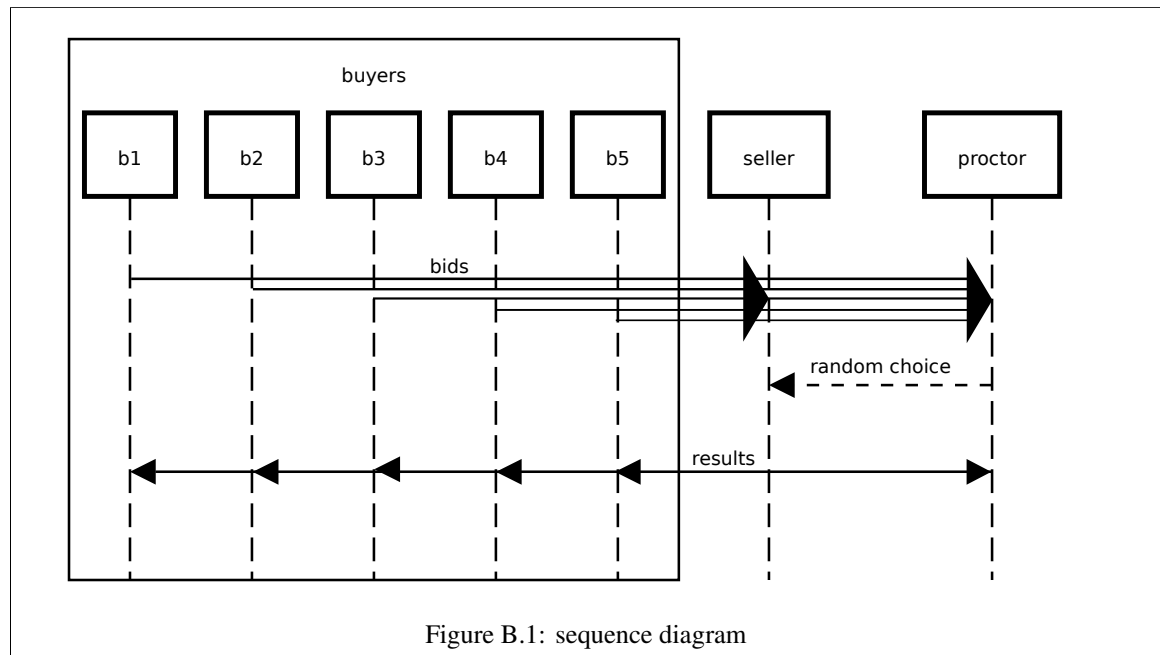 buyers
b1 b2 b3 b4 b5 seller proctor
bids
random choice
results
Figure B.1: sequence diagram